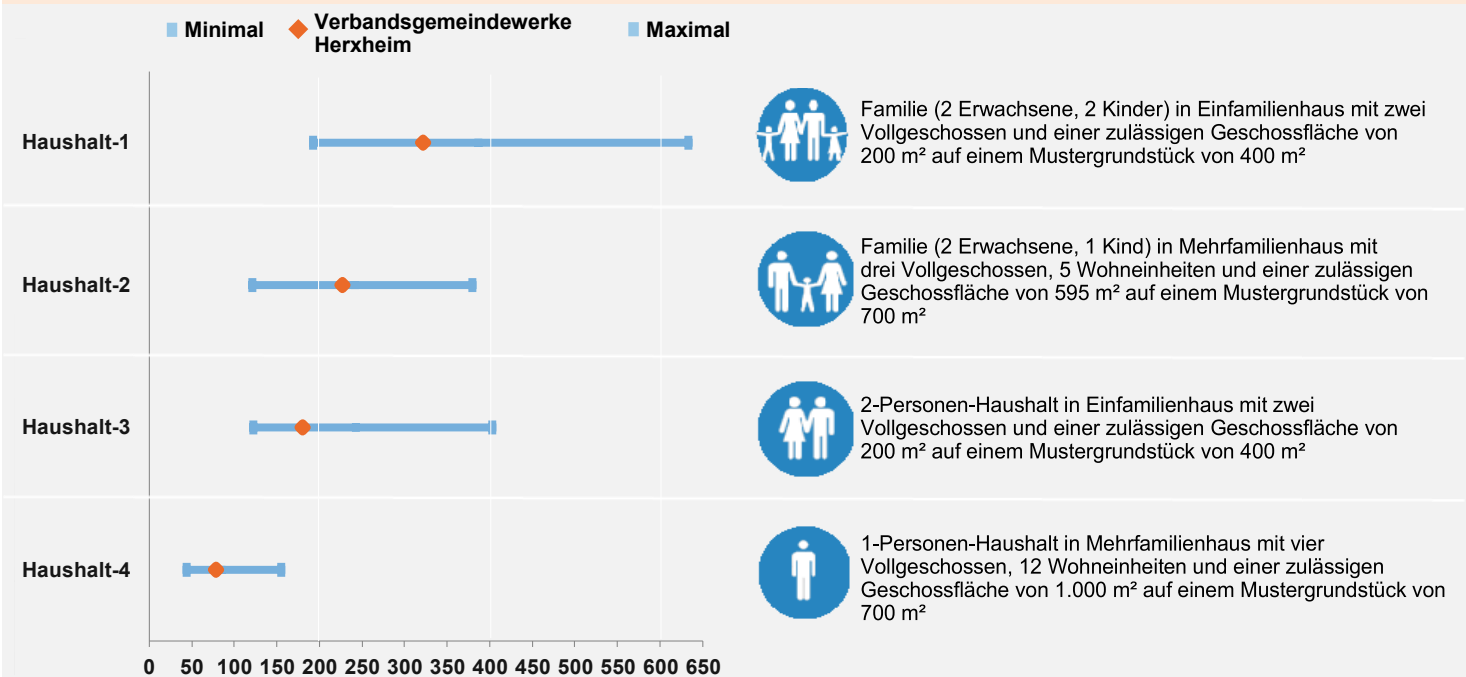 Minimal
Verbandsgemeindewerke
Herxheim
Maximal
Haushalt-1
Familie (2 Erwachsene, 2 Kinder) in Einfamilienhaus mit zwei
Vollgeschossen und einer zulässigen Geschossfläche von
200 m² auf einem Mustergrundstück von 400 m²
Haushalt-2
Familie (2 Erwachsene, 1 Kind) in Mehrfamilienhaus mit
drei Vollgeschossen, 5 Wohneinheiten und einer zulässigen
Geschossfläche von 595 m² auf einem Mustergrundstück von
700 m²
Haushalt-3
2-Personen-Haushalt in Einfamilienhaus mit zwei
Vollgeschossen und einer zulässigen Geschossfläche von
200 m² auf einem Mustergrundstück von 400 m²
Haushalt-4
1-Personen-Haushalt in Mehrfamilienhaus mit vier
Vollgeschossen, 12 Wohneinheiten und einer zulässigen
Geschossfläche von 1.000 m² auf einem Mustergrundstück von
700 m²
0 50 100 150 200 250 300 350 400 450 500 550 600 650